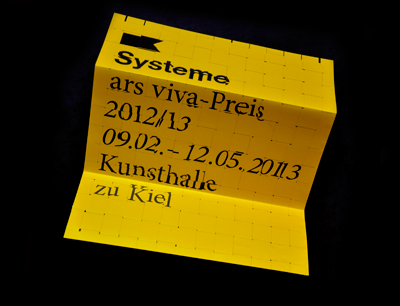 Systeme
ars viva-Preis
2012/13
09.02.–12.05.2013
Kunsthalle
zu Kiel